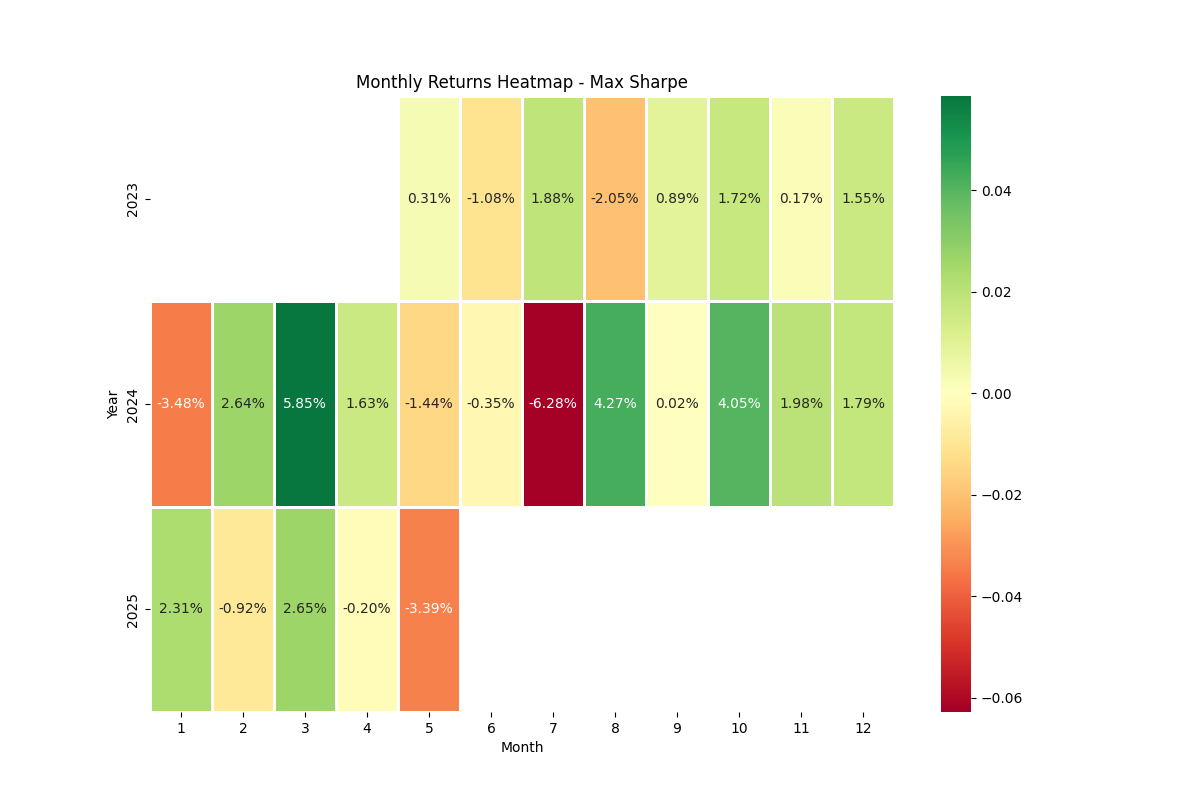 Monthly Returns Heatmap - Max Sharpe
2023
0.31% -1.08% 1.88% -2.05% 0.89% 1.72% 0.17% 1.55%
Year
2024
-3.48% 2.64% 5.85% 1.63% -1.44% -0.35% -6.28% 4.27% 0.02% 4.05% 1.98% 1.79%
2025
2.31% -0.92% 2.65% -0.20% -3.39%
1 2 3 4 5 6 7 8 9 10 11 12
Month
0.04
0.02
0.00
−0.02
−0.04
−0.06